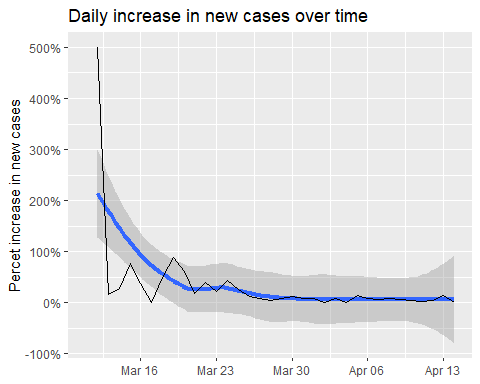 Daily increase in new cases over time
Percet increase in new cases
500%
400%
300%
200%
100%
0%
-100%
Mar 16 Mar 23 Mar 30 Apr 06 Apr 13